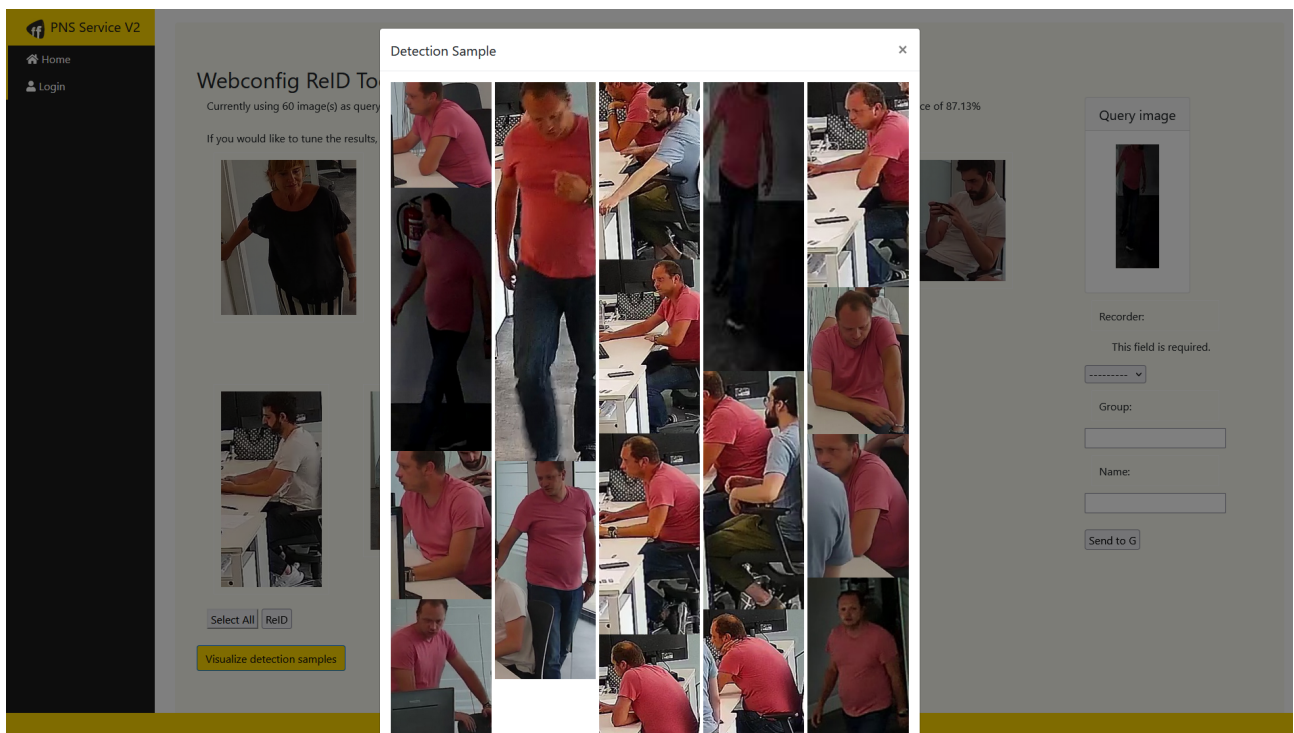 PNS Service V2
Home
Login
Detection Sample
×
Webconfig ReID To
Currently using 60 image(s) as query
ce of 87.13%
If you would like to tune the results,
Query image
Recorder:
This field is required.
---------
Group:
Name:
Send to G
Select All
ReID
Visualize detection samples